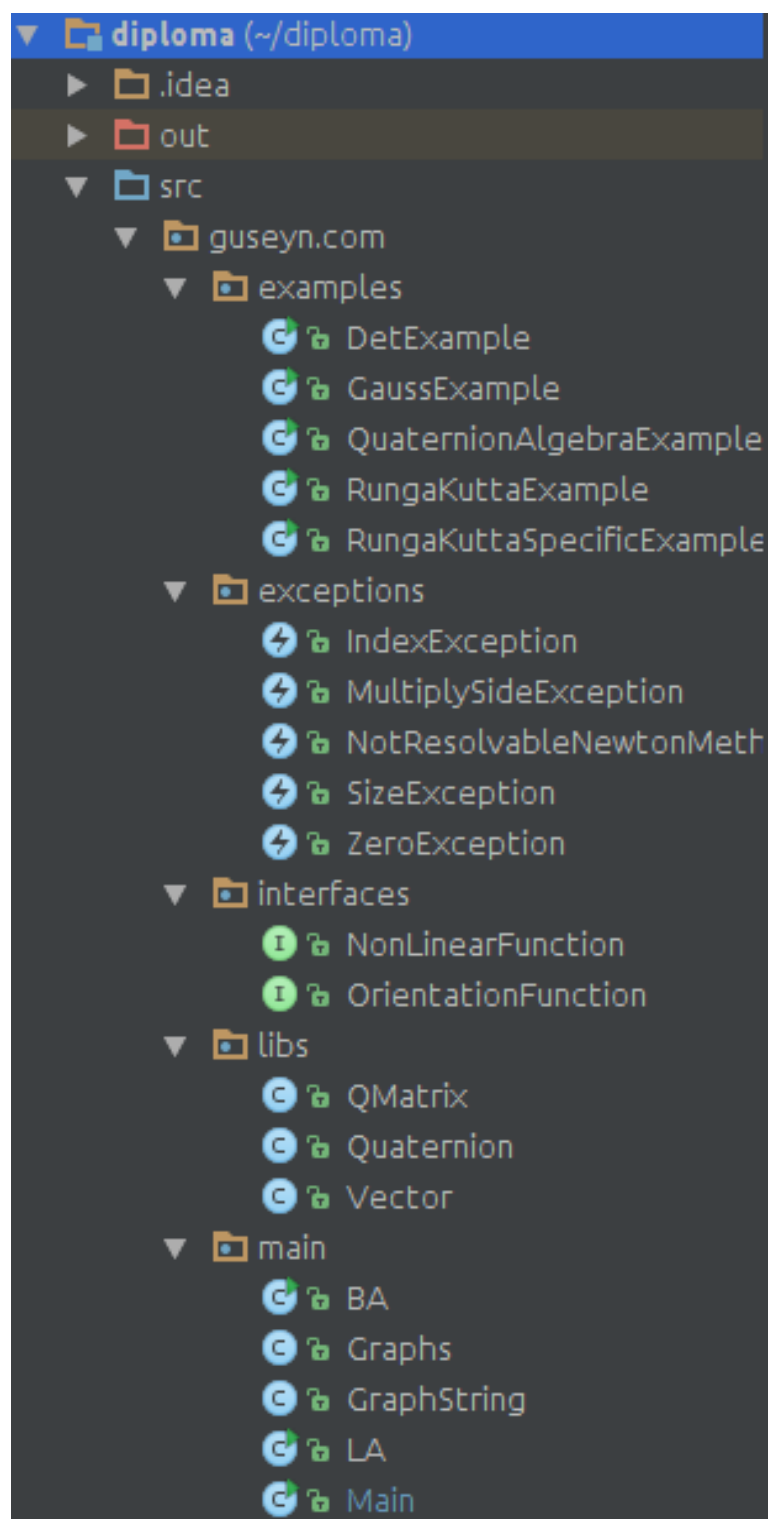 diploma (~/diploma)
.idea
out
src
guseyn.com
examples
DetExample
GaussExample
QuaternionAlgebraExample
RungaKuttaExample
RungaKuttaSpecificExample
exceptions
IndexException
MultiplySideException
NotResolvableNewtonMeth
SizeException
ZeroException
interfaces
NonLinearFunction
OrientationFunction
libs
QMatrix
Quaternion
Vector
main
BA
Graphs
GraphString
LA
Main